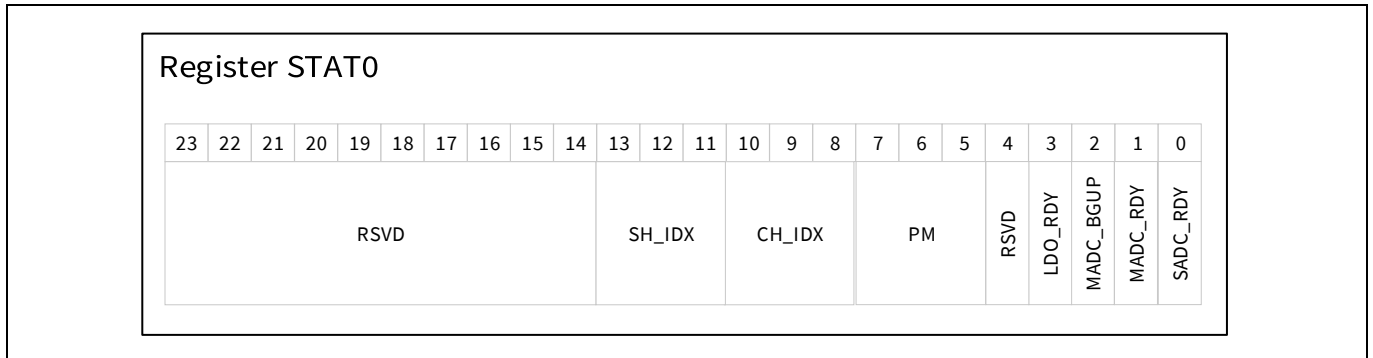 Register STAT0
23 22 21 20 19 18 17 16 15 14 13 12 11 10 9 8 7 6 5 4 3 2 1 0
RSVD SH_IDX CH_IDX PM RSVD LDO_RDY MADC_BGUP MADC_RDY SADC_RDY